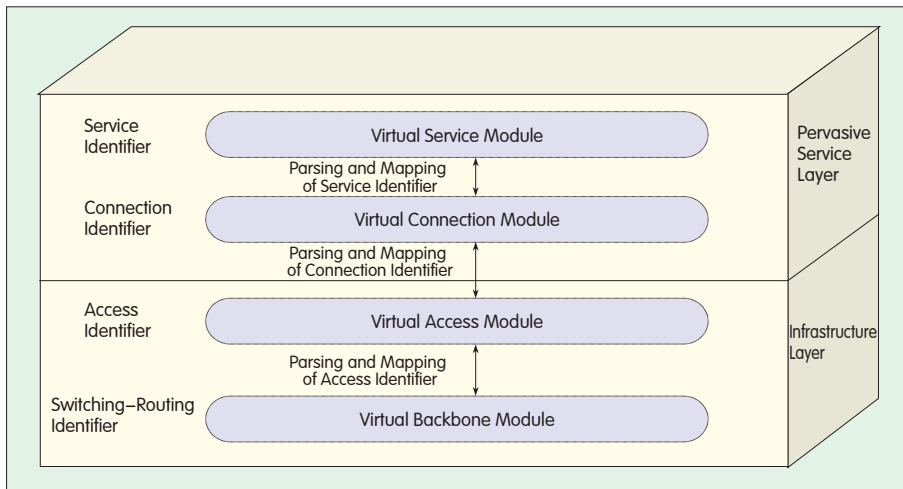 Service
Identifier
Virtual Service Module
Pervasive
Service
Layer
Parsing and Mapping
of Service Identifier
Connection
Identifier
Virtual Connection Module
Parsing and Mapping
of Connection Identifier
Access
Identifier
Virtual Access Module
Infrastructure
Layer
Parsing and Mapping
of Access Identifier
Switching–Routing
Identifier
Virtual Backbone Module